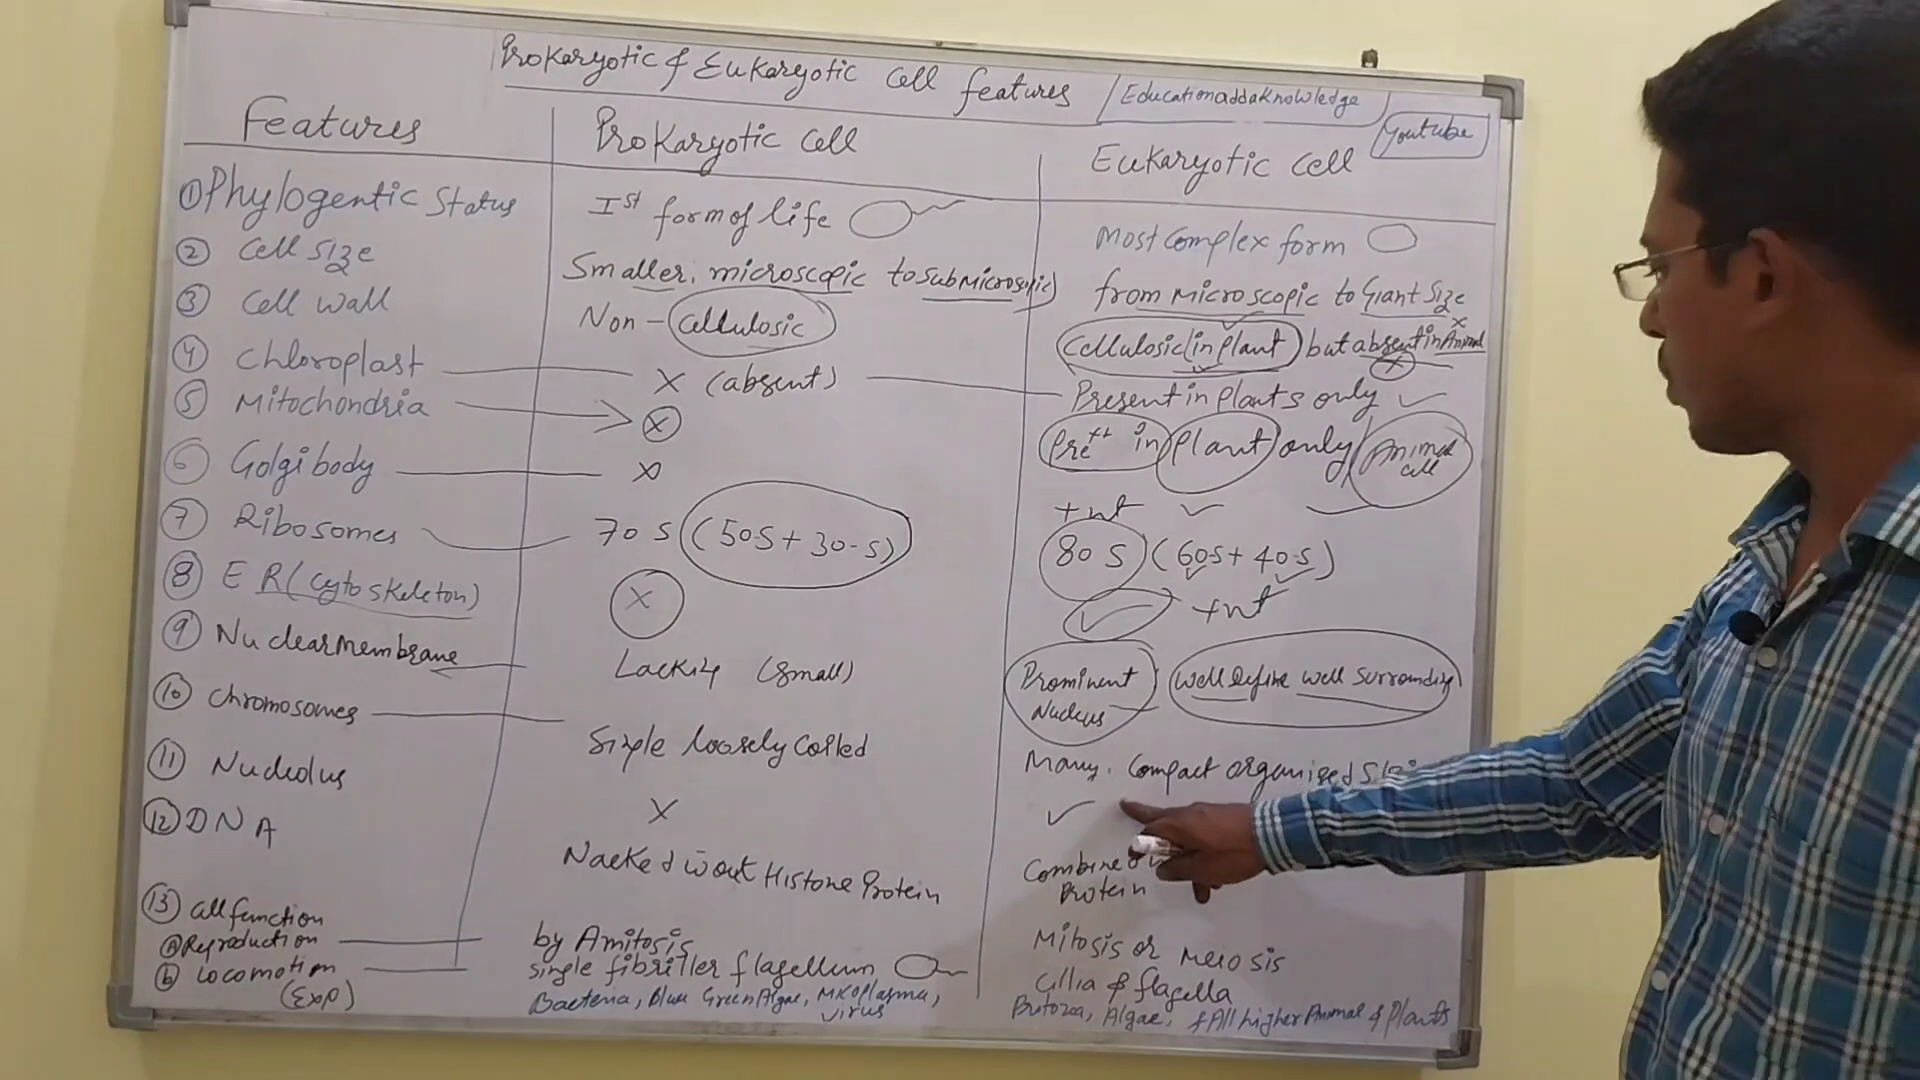 Prokaryotic & Eukaryotic Cell features
Educationaddaknowledge
Youtube
Features
Prokaryotic Cell
Eukaryotic Cell
① Phylogentic Status
Ist form of life
Most Complex form
② Cell Size
Smaller, microscopic to Submicroscopic
from microscopic to Giant Size
③ Cell wall
Non - Cellulosic
Cellulosic in plant but absent in Animal
④ Chloroplast
X (absent)
Present in plants only ✓
⑤ Mitochondria
X
in plant only Animal cell
⑥ Golgi body
X
+nt ✓
⑦ Ribosomes
70 S (50S + 30-S)
80 S (60S + 40S)
⑧ E R (cytoskeleton)
X
✓ +nt
⑨ Nuclear membrane
Lacking (Small)
Prominent Nucleus
Well Define well surrounding
⑩ Chromosomes
Single loosely Coiled
Many, Compact organised
⑪ Nucleolus
X
✓
⑫ DNA
Nacked wout Histone Protein
Combine
Protein
⑬ all function
Ⓐ Reproduction
by Amitosis
Mitosis or meiosis
ⓑ Locomotion
single fibriller flagellum
Cillia & flagella
(Exp)
Bacteria, Blue Green Algae, Mycoplasma, virus
Protozoa, Algae, & All higher Animal & Plants